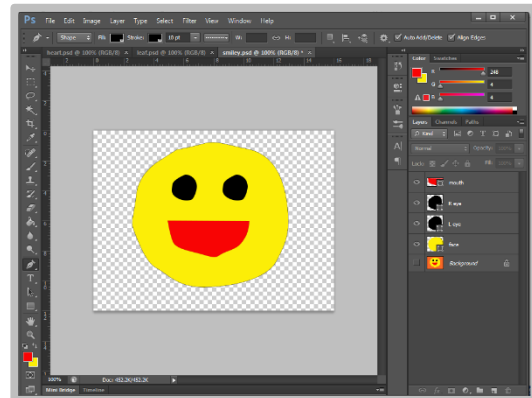 Ps File Edit Image Layer Type Select Filter View Window Help
Shape Fill: Stroke: 10 pt W: H: Auto Add/Delete Align Edges
heart.psd @ 100% (RGB/8) × leaf.psd @ 100% (RGB/8) × smiley.psd @ 100% (RGB/8) * ×
Color Swatches
R 248
G
B
Layers Channels Paths
Kind
Normal Opacity:
Lock: Fill:
mouth
R eye
L eye
face
Background
100% Doc: 452.2K/452.2K
Mini Bridge Timeline